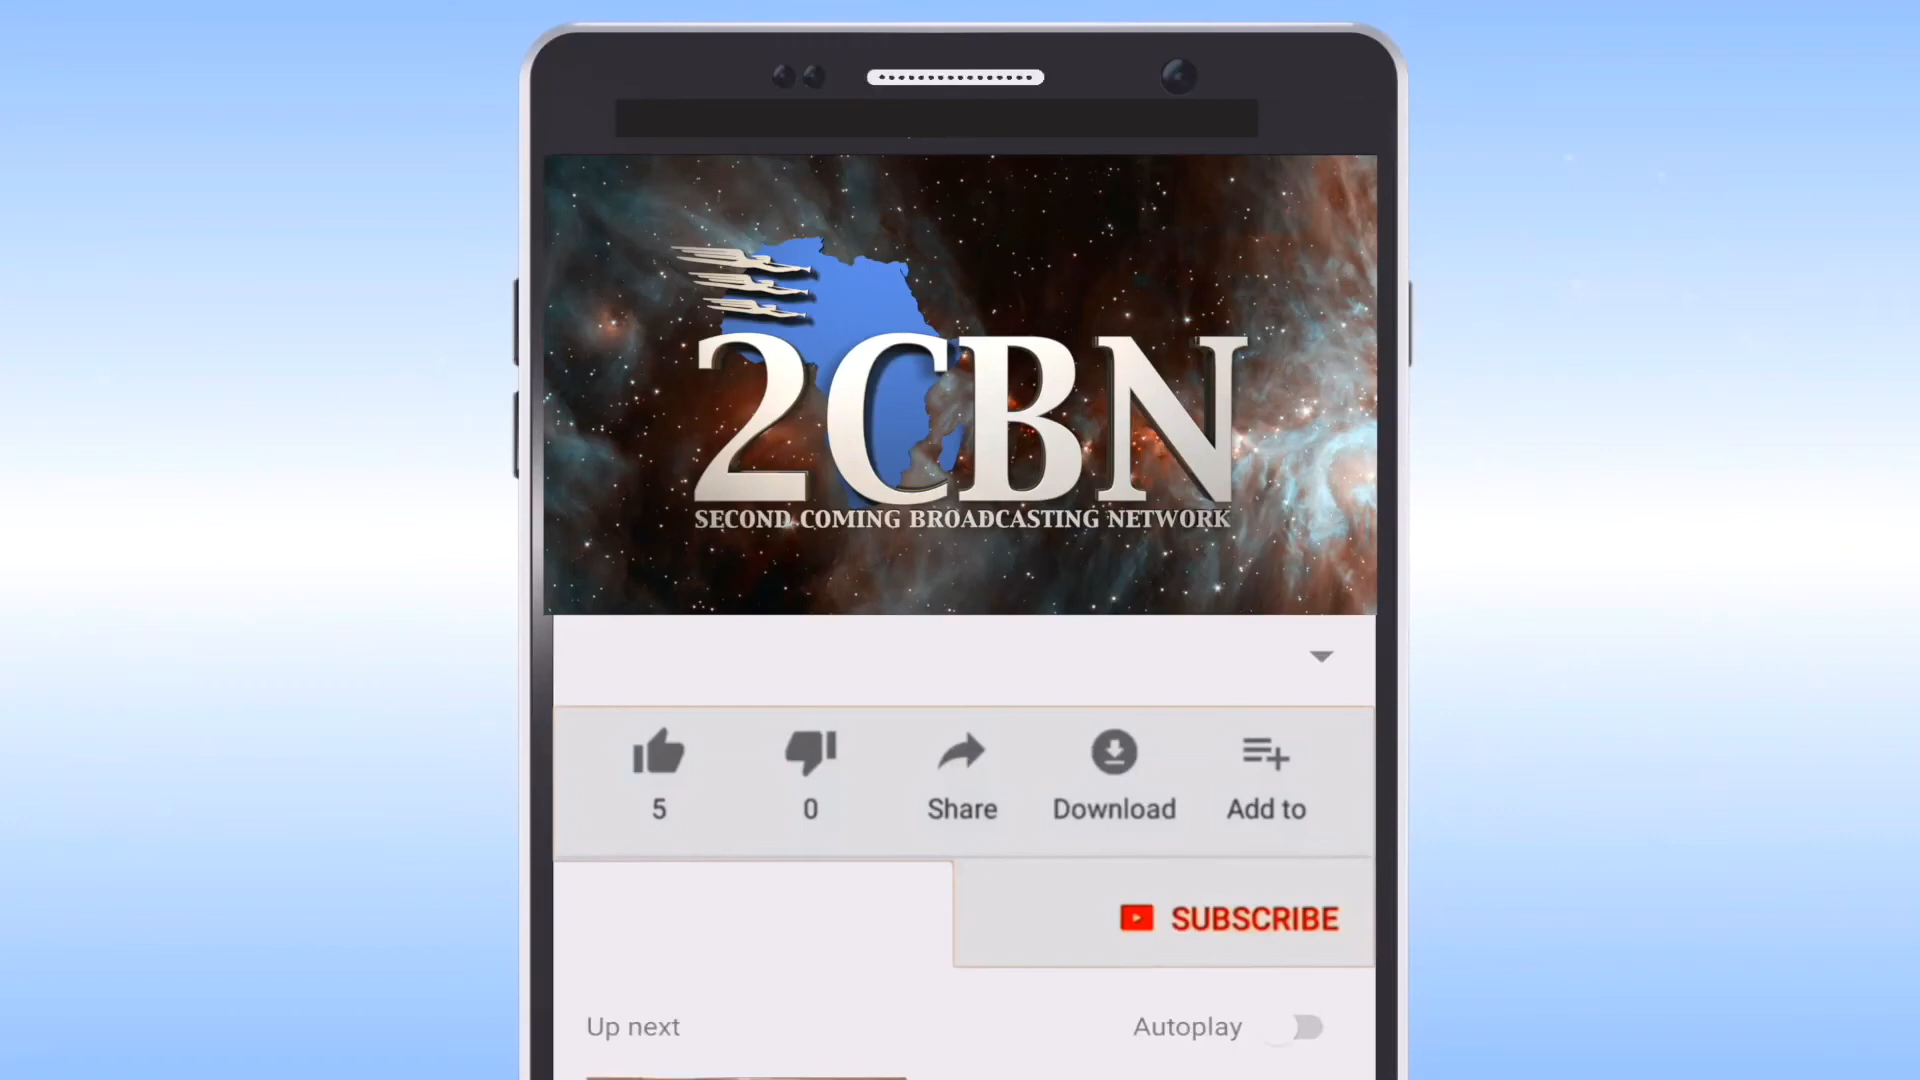 2CBN
SECOND COMING BROADCASTING NETWORK
5 0 Share Download Add to
SUBSCRIBE
Up next Autoplay